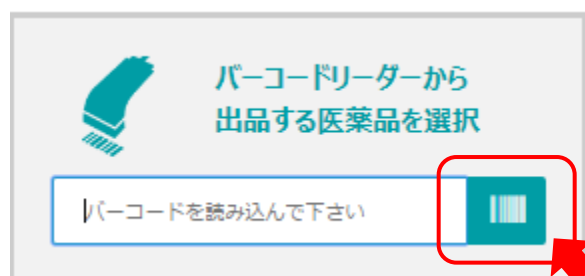 バーコードリーダーから
出品する医薬品を選択
バーコードを読み込んで下さい